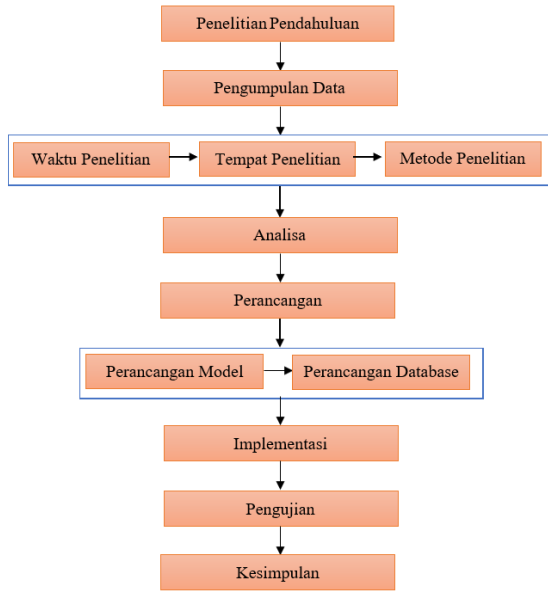 Penelitian Pendahuluan
Pengumpulan Data
Waktu Penelitian
Tempat Penelitian
Metode Penelitian
Analisa
Perancangan
Perancangan Model
Perancangan Database
Implementasi
Pengujian
Kesimpulan